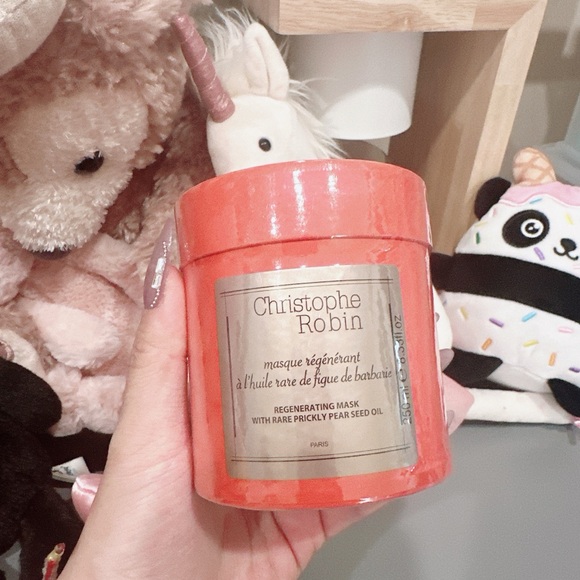 Christophe
Robin
masque régénérant
à l'huile rare de figue de barbarie
REGENERATING MASK
WITH RARE PRICKLY PEAR SEED OIL
PARIS